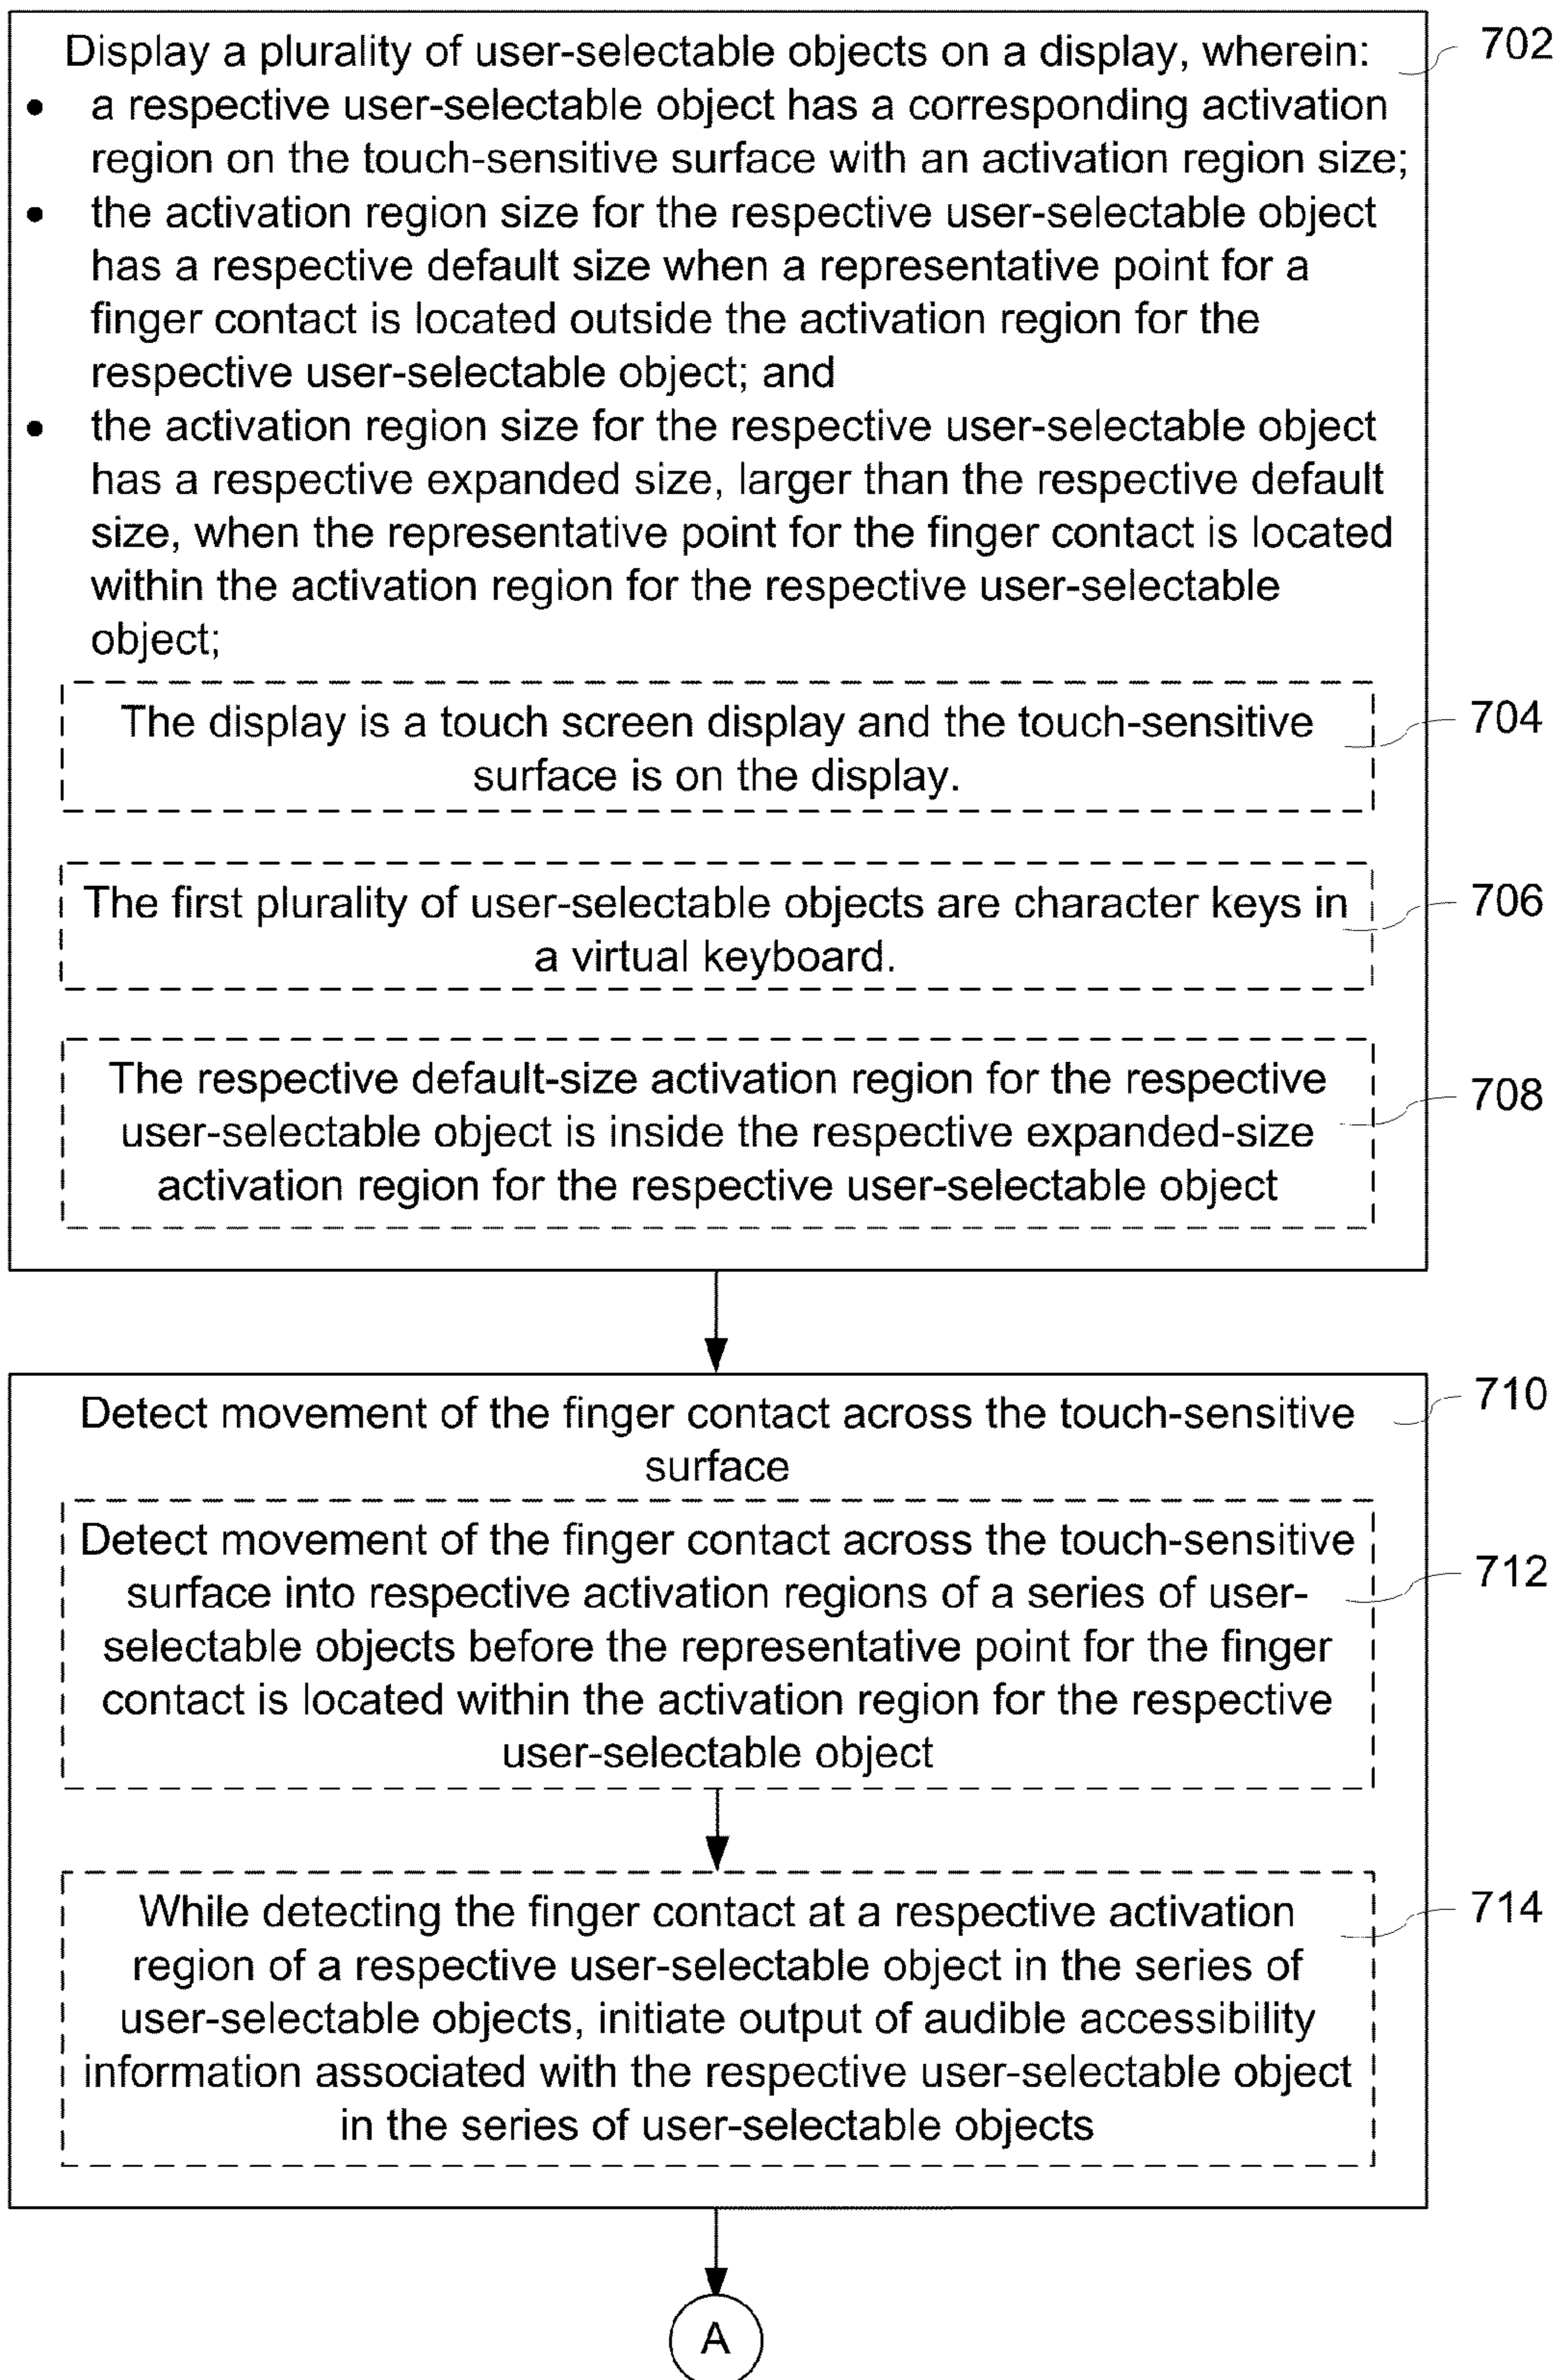 Display a plurality of user-selectable objects on a display, wherein:
702
• a respective user-selectable object has a corresponding activation
region on the touch-sensitive surface with an activation region size;
• the activation region size for the respective user-selectable object
has a respective default size when a representative point for a
finger contact is located outside the activation region for the
respective user-selectable object; and
• the activation region size for the respective user-selectable object
has a respective expanded size, larger than the respective default
size, when the representative point for the finger contact is located
within the activation region for the respective user-selectable
object;
The display is a touch screen display and the touch-sensitive
704
surface is on the display.
The first plurality of user-selectable objects are character keys in
706
a virtual keyboard.
The respective default-size activation region for the respective
708
user-selectable object is inside the respective expanded-size
activation region for the respective user-selectable object
710
Detect movement of the finger contact across the touch-sensitive
surface
Detect movement of the finger contact across the touch-sensitive
712
surface into respective activation regions of a series of user-
selectable objects before the representative point for the finger
contact is located within the activation region for the respective
user-selectable object
While detecting the finger contact at a respective activation
714
region of a respective user-selectable object in the series of
user-selectable objects, initiate output of audible accessibility
information associated with the respective user-selectable object
in the series of user-selectable objects
A